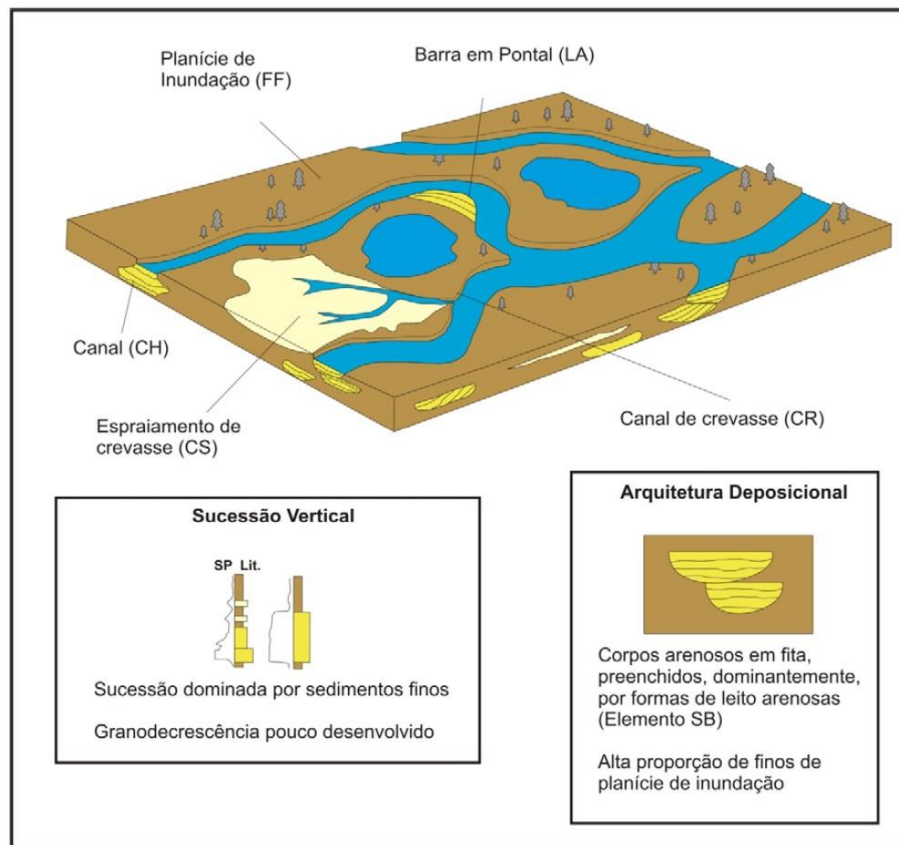 Planície de
Inundação (FF)
Barra em Pontal (LA)
Canal (CH)
Espraiamento de
crevasse (CS)
Canal de crevasse (CR)
Sucessão Vertical
SP Lit.
Sucessão dominada por sedimentos finos
Granodecrescência pouco desenvolvido
Arquitetura Deposicional
Corpos arenosos em fita,
preenchidos, dominantemente,
por formas de leito arenosas
(Elemento SB)
Alta proporção de finos de
planície de inundação